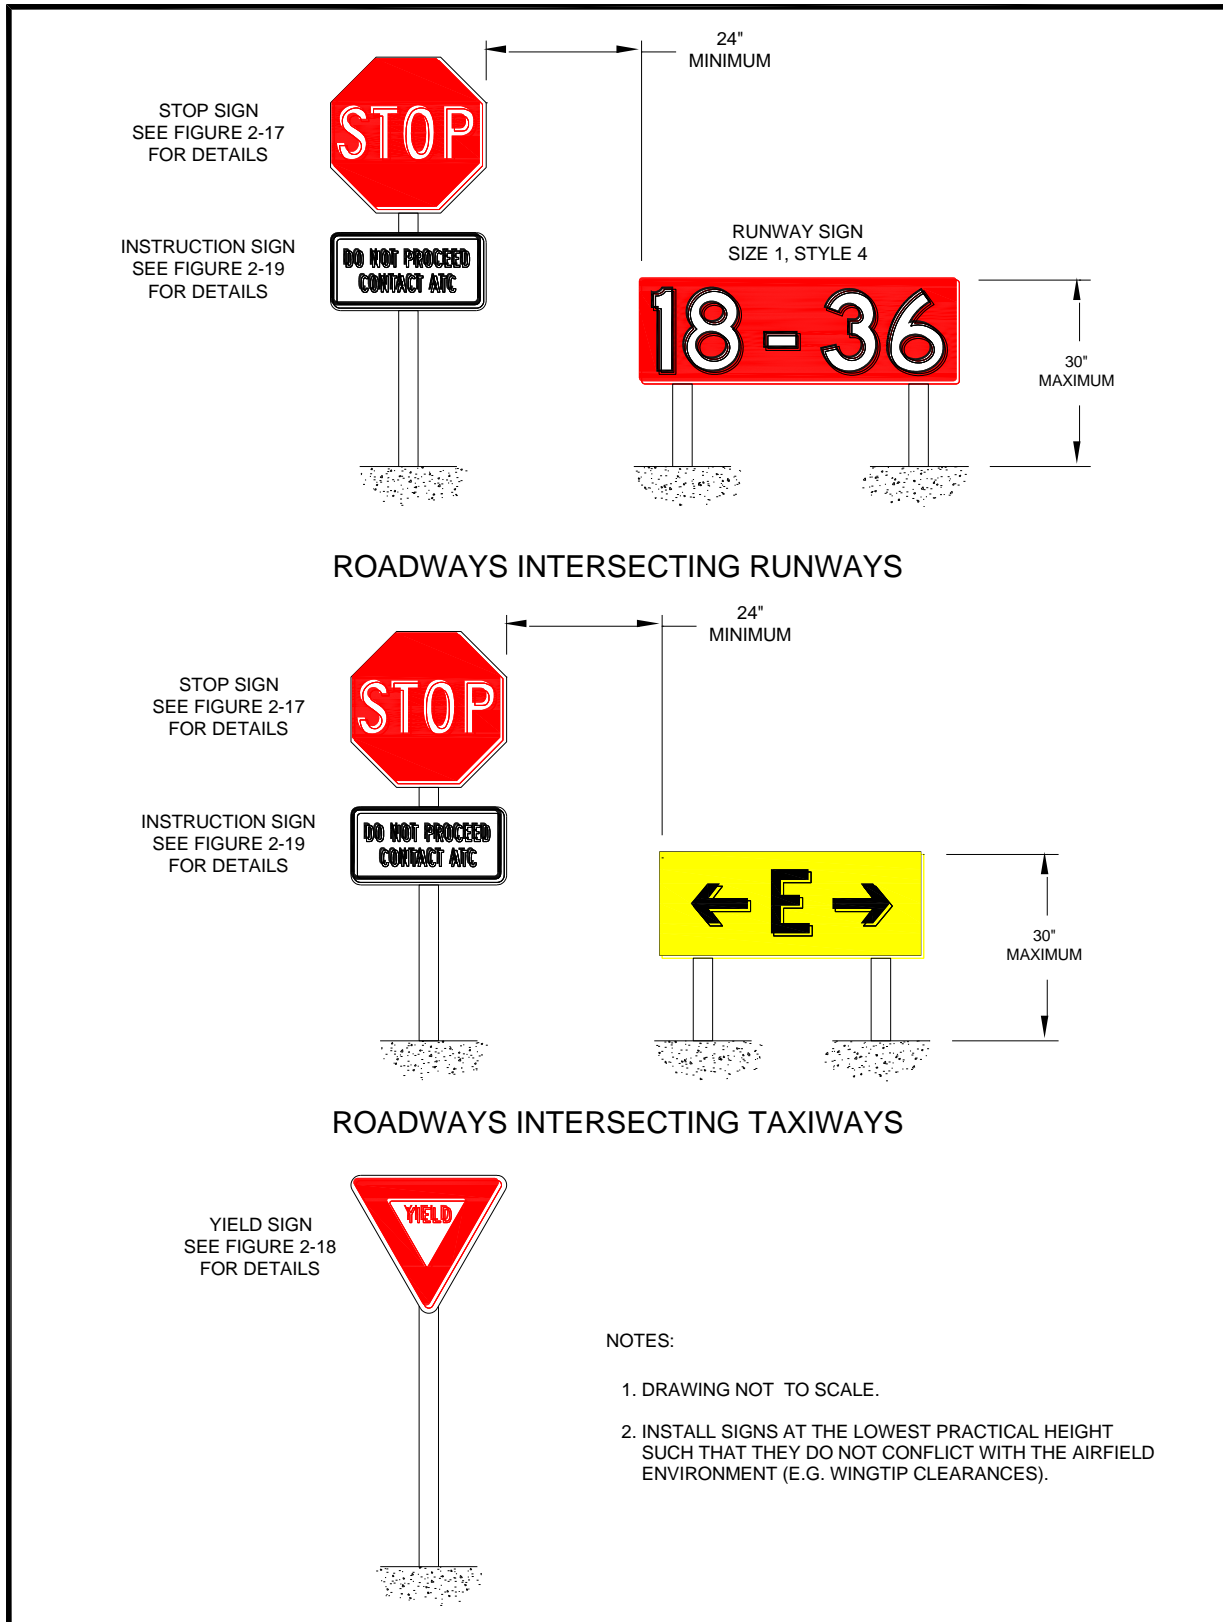 24"
MINIMUM
STOP SIGN
SEE FIGURE 2-17
FOR DETAILS
STOP
INSTRUCTION SIGN
SEE FIGURE 2-19
FOR DETAILS
DO NOT PROCEED
CONTACT ATC
RUNWAY SIGN
SIZE 1, STYLE 4
18 - 36
30"
MAXIMUM
ROADWAYS INTERSECTING RUNWAYS
24"
MINIMUM
STOP SIGN
SEE FIGURE 2-17
FOR DETAILS
STOP
INSTRUCTION SIGN
SEE FIGURE 2-19
FOR DETAILS
DO NOT PROCEED
CONTACT ATC
← E →
30"
MAXIMUM
ROADWAYS INTERSECTING TAXIWAYS
YIELD SIGN
SEE FIGURE 2-18
FOR DETAILS
YIELD
NOTES:
1. DRAWING NOT TO SCALE.
2. INSTALL SIGNS AT THE LOWEST PRACTICAL HEIGHT
SUCH THAT THEY DO NOT CONFLICT WITH THE AIRFIELD
ENVIRONMENT (E.G. WINGTIP CLEARANCES).